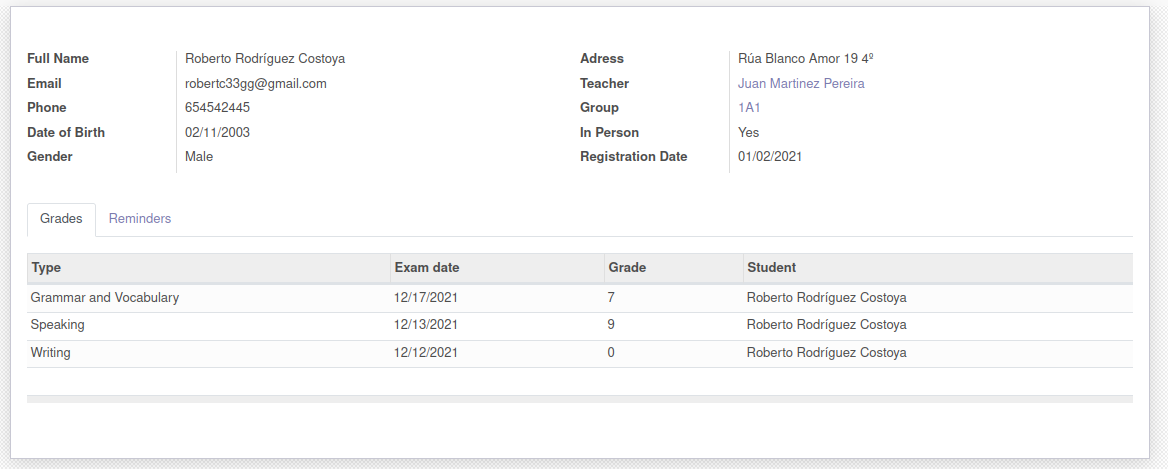 Full Name Roberto Rodríguez Costoya
Email robertc33gg@gmail.com
Phone 654542445
Date of Birth 02/11/2003
Gender Male
Adress Rúa Blanco Amor 19 4º
Teacher Juan Martinez Pereira
Group 1A1
In Person Yes
Registration Date 01/02/2021
Grades Reminders
Type Exam date Grade Student
Grammar and Vocabulary 12/17/2021 7 Roberto Rodríguez Costoya
Speaking 12/13/2021 9 Roberto Rodríguez Costoya
Writing 12/12/2021 0 Roberto Rodríguez Costoya